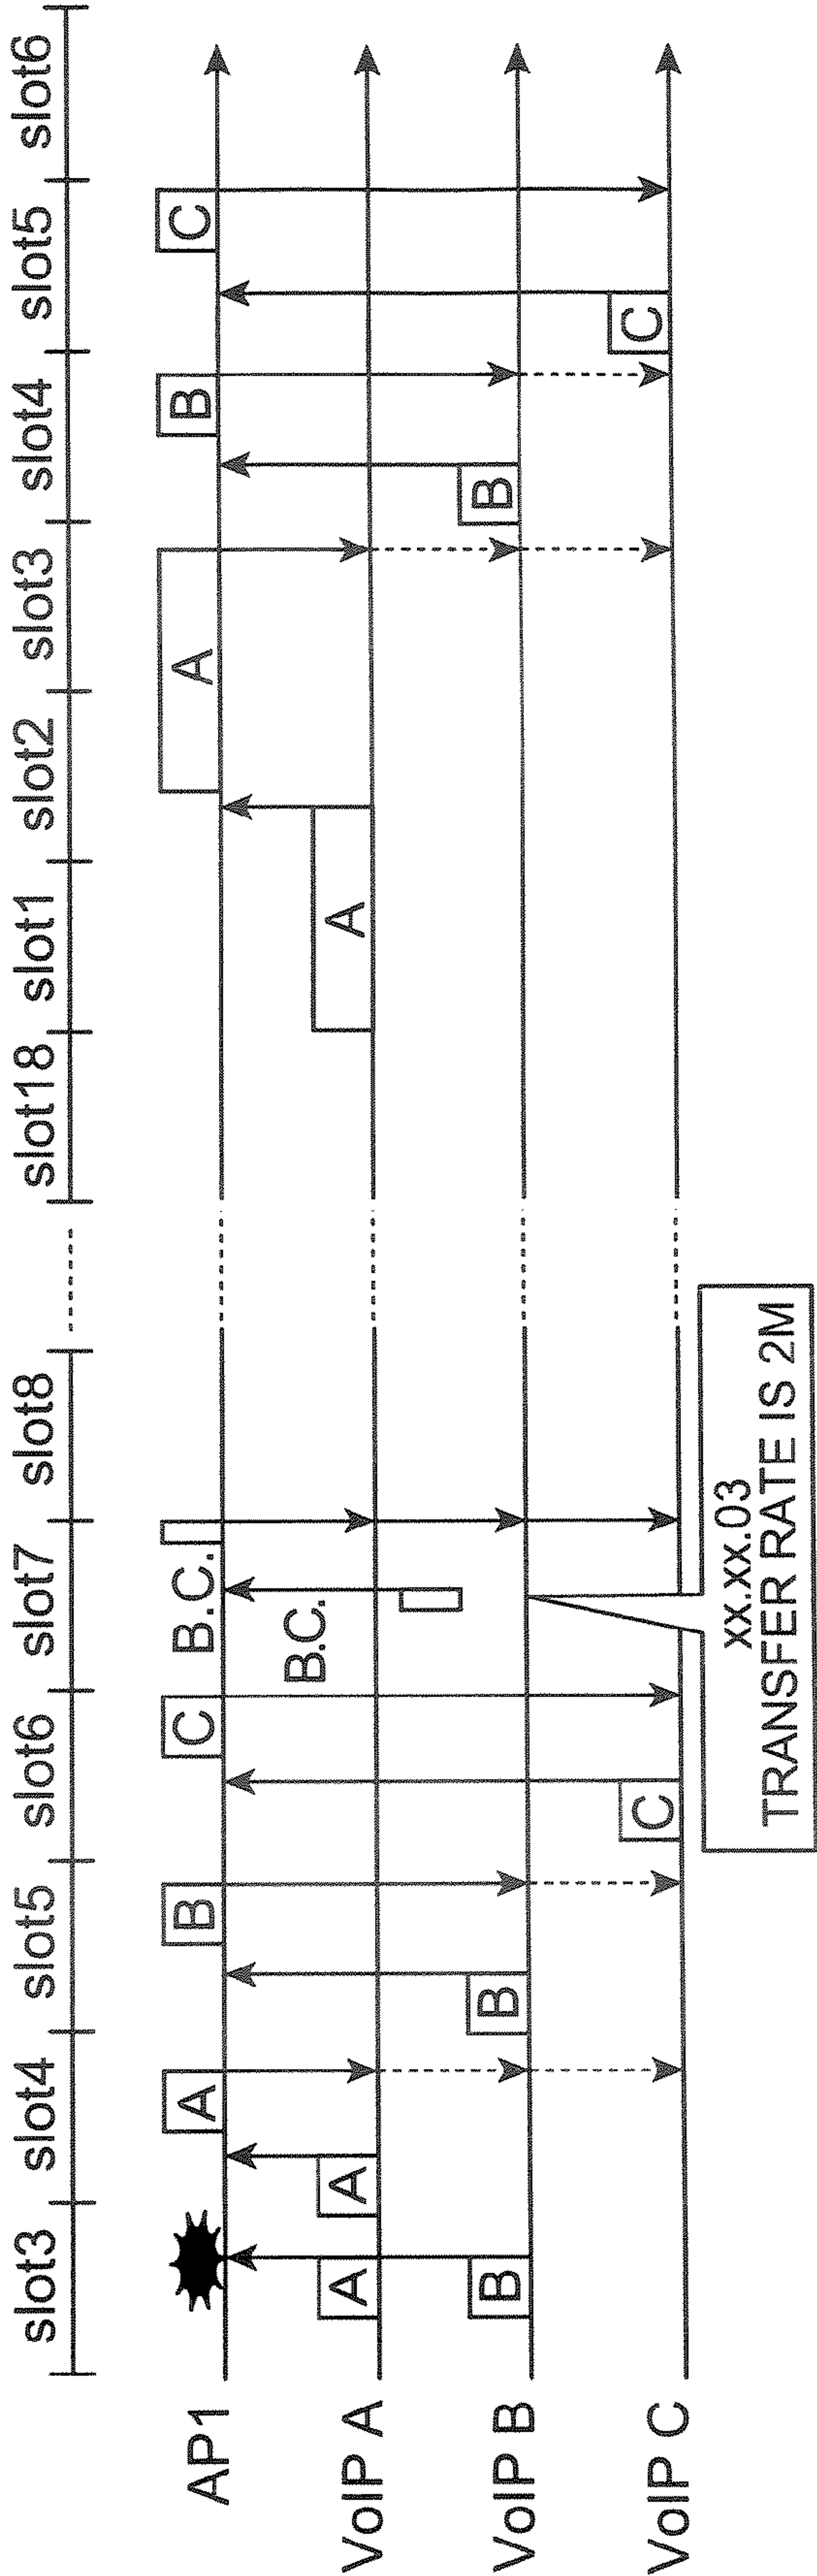 slot3 slot4 slot5 slot6 slot7 slot8 slot18 slot1 slot2 slot3 slot4 slot5 slot6
AP1
A B C B.C. A B C
VoIP A
A A B.C. A
VoIP B
B B B
VoIP C
C C
xx.xx.03
TRANSFER RATE IS 2M